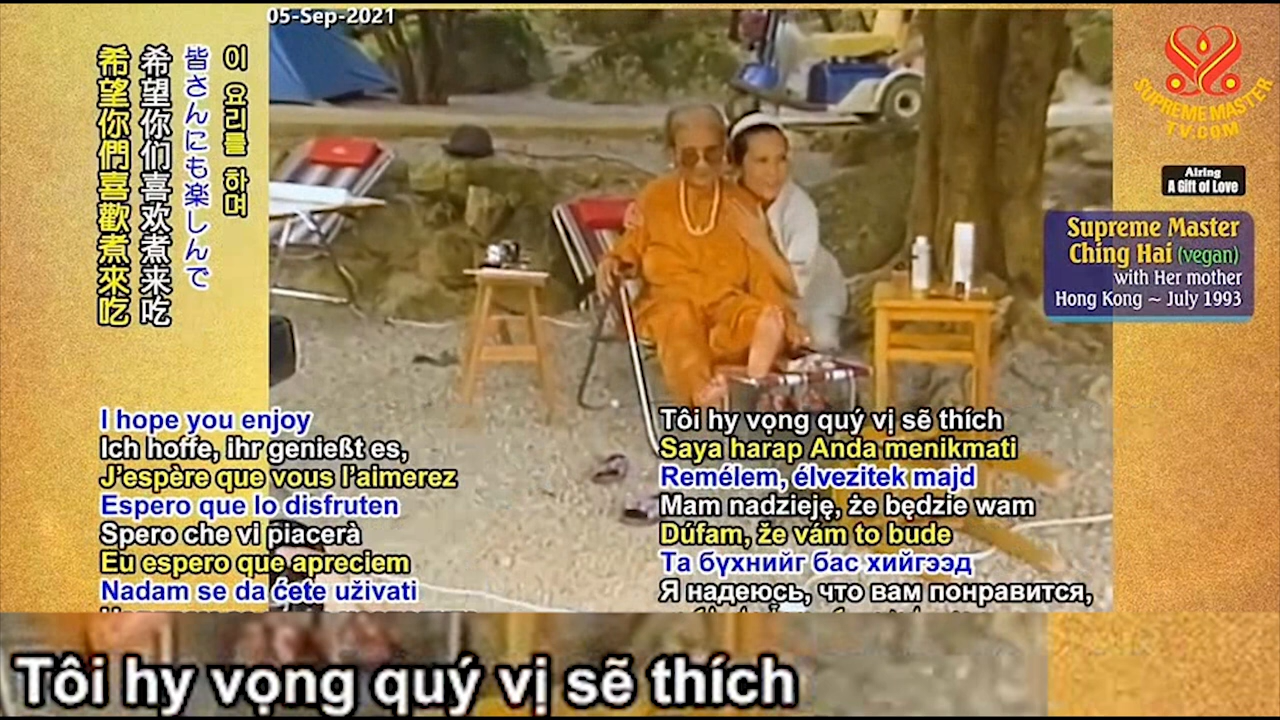 05-Sep-2021
이 요리를 하며
皆さんにも楽しんで
希望你们喜欢煮来吃
希望你們喜歡煮來吃
SUPREME MASTER
TV.COM
Airing
A Gift of Love
Supreme Master
Ching Hai (vegan)
with Her mother
Hong Kong ~ July 1993
I hope you enjoy
Ich hoffe, ihr genießt es,
J'espère que vous l'aimerez
Espero que lo disfruten
Spero che vi piacerà
Eu espero que apreciem
Nadam se da ćete uživati
Tôi hy vọng quý vị sẽ thích
Saya harap Anda menikmati
Remélem, élvezitek majd
Mam nadzieję, że będzie wam
Dúfam, že vám to bude
Та бүхнийг бас хийгээд
Я надеюсь, что вам понравится,
Tôi hy vọng quý vị sẽ thích